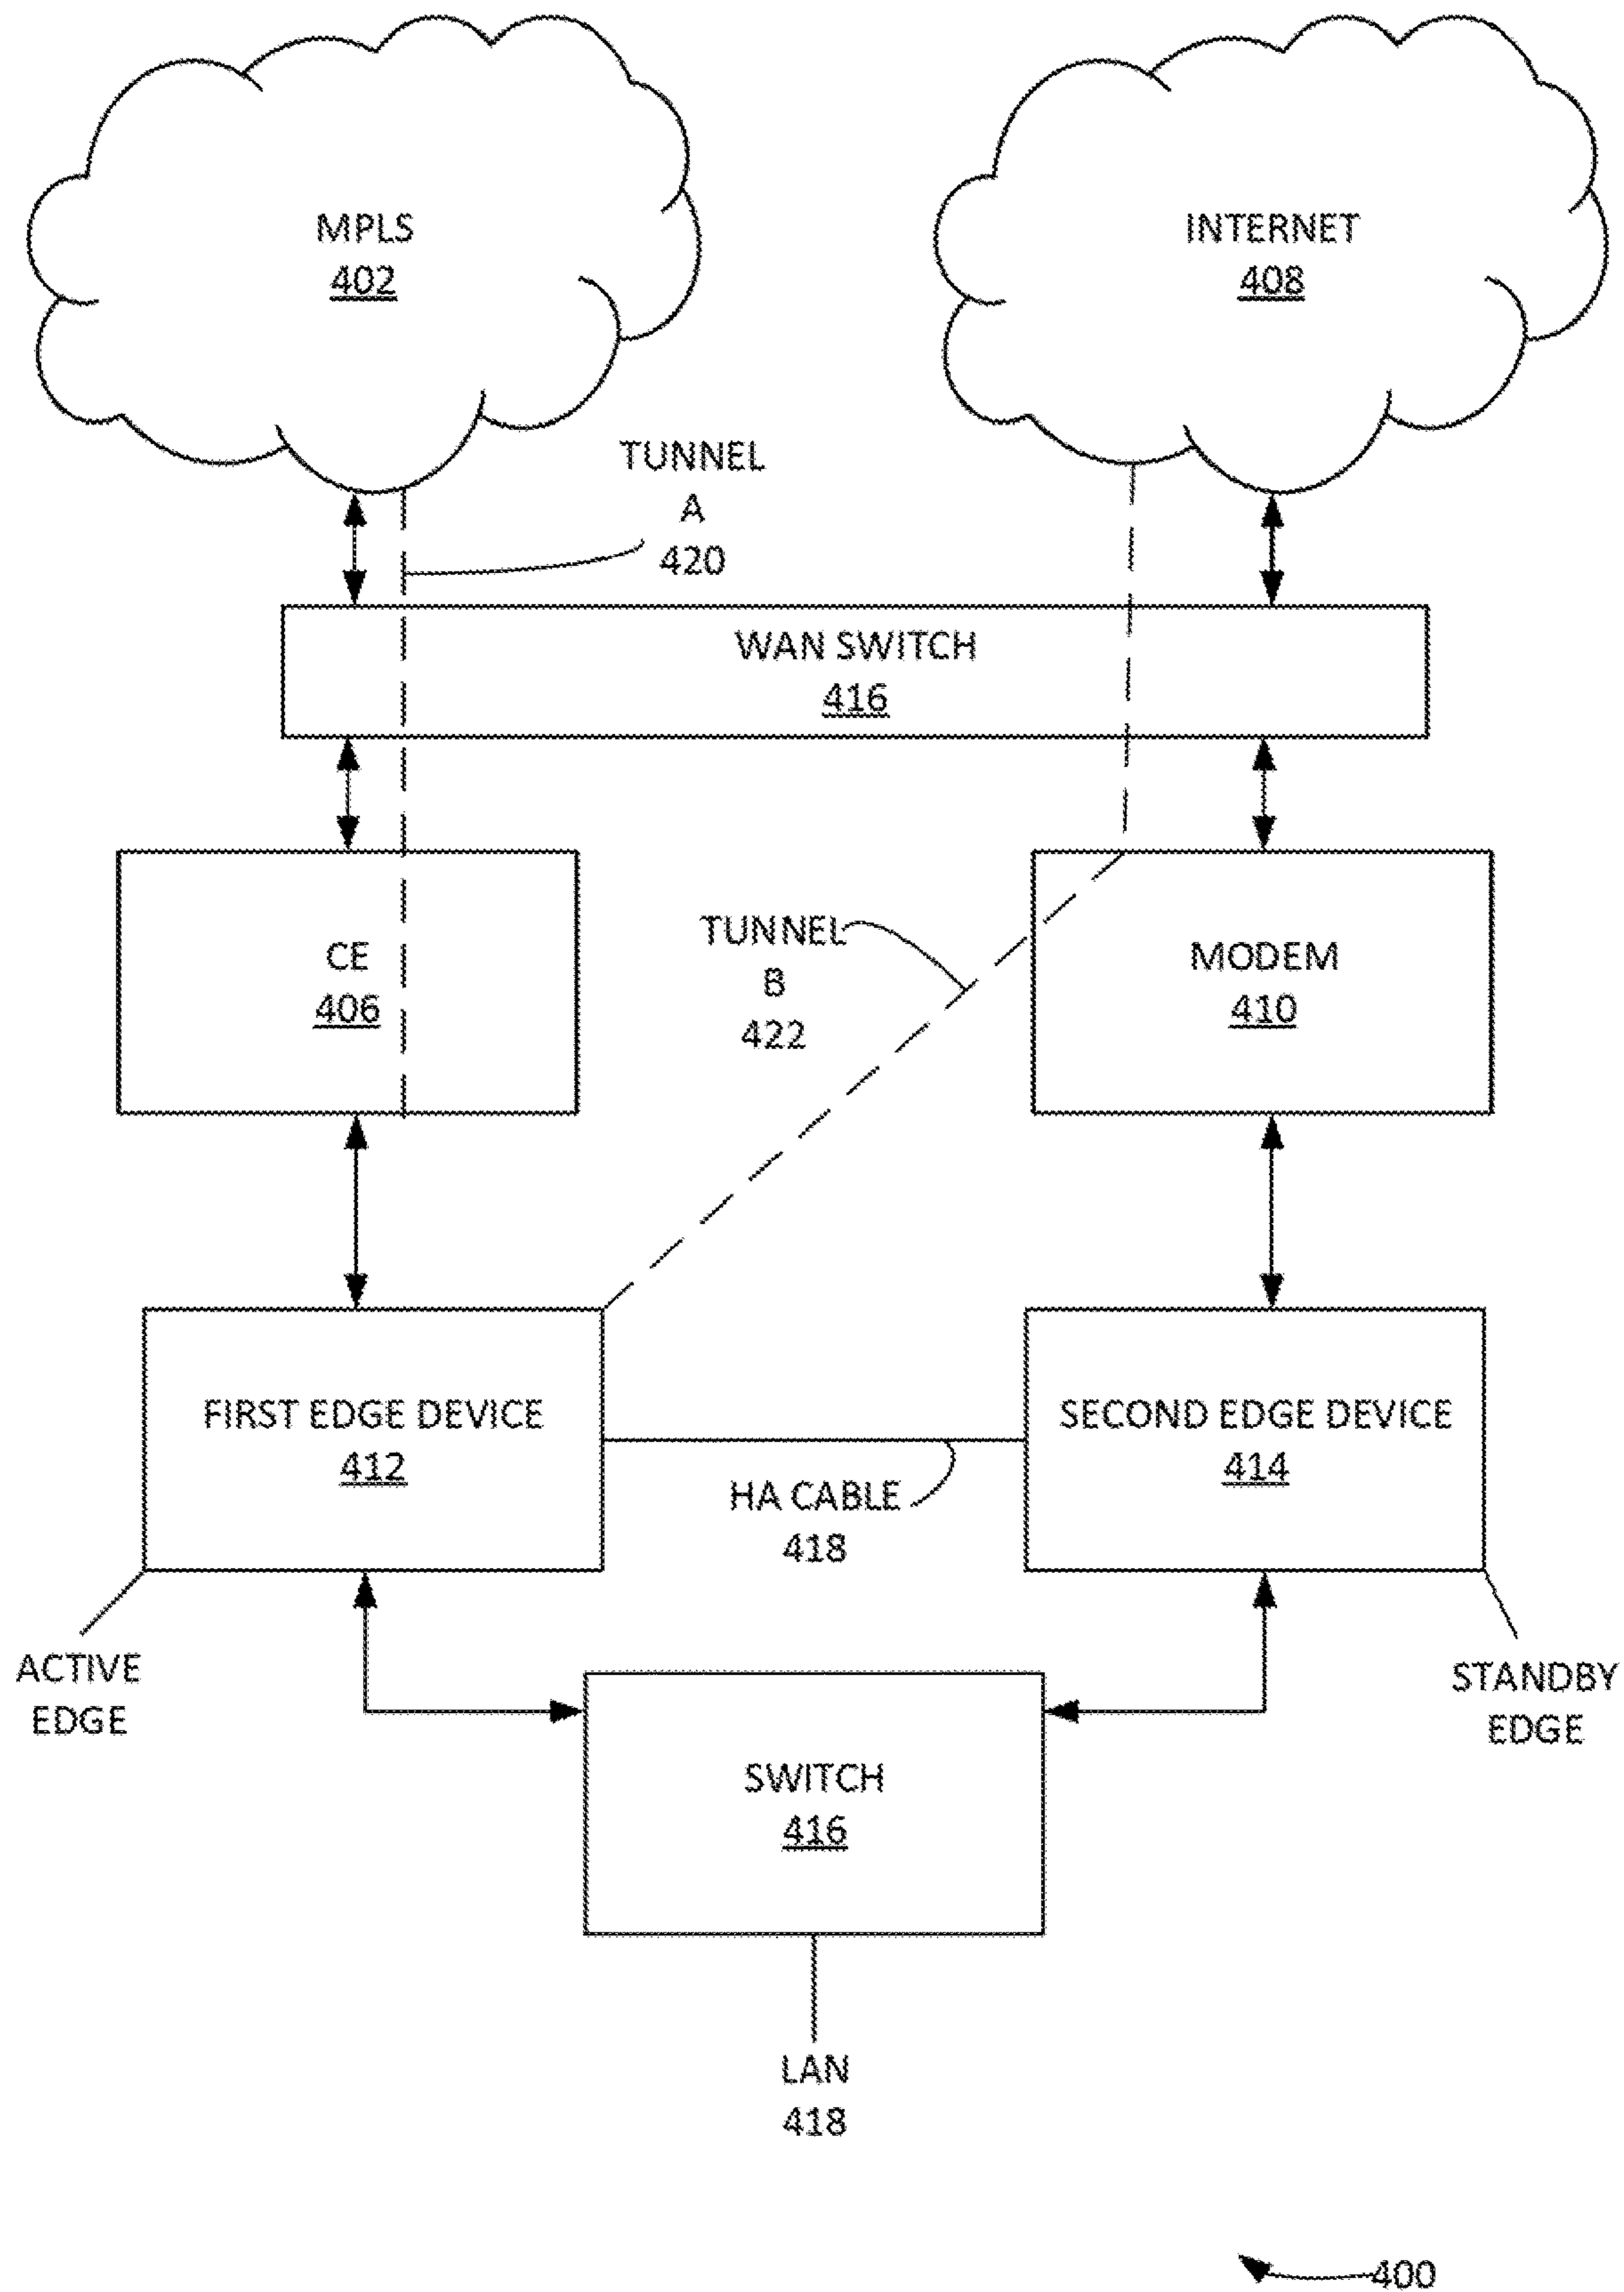 MPLS
402
INTERNET
408
TUNNEL
A
420
WAN SWITCH
416
CE
406
TUNNEL
B
422
MODEM
410
FIRST EDGE DEVICE
412
SECOND EDGE DEVICE
414
HA CABLE
418
ACTIVE
EDGE
STANDBY
EDGE
SWITCH
416
LAN
418
400